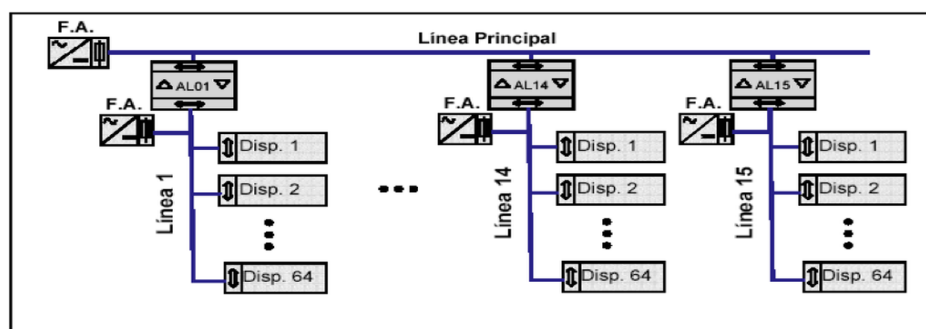 F.A.
Línea Principal
AL01
AL14
AL15
F.A.
F.A.
F.A.
Línea 1
Disp. 1
Disp. 2
Disp. 64
Línea 14
Disp. 1
Disp. 2
Disp. 64
Línea 15
Disp. 1
Disp. 2
Disp. 64